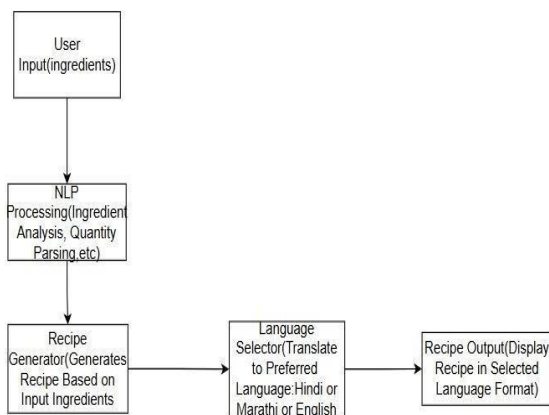 User
Input(ingredients)
NLP
Processing(Ingredient
Analysis, Quantity
Parsing,etc)
Recipe
Generator(Generates
Recipe Based on
Input Ingredients
Language
Selector(Translate
to Preferred
Language:Hindi or
Marathi or English
Recipe Output(Display
Recipe in Selected
Language Format)